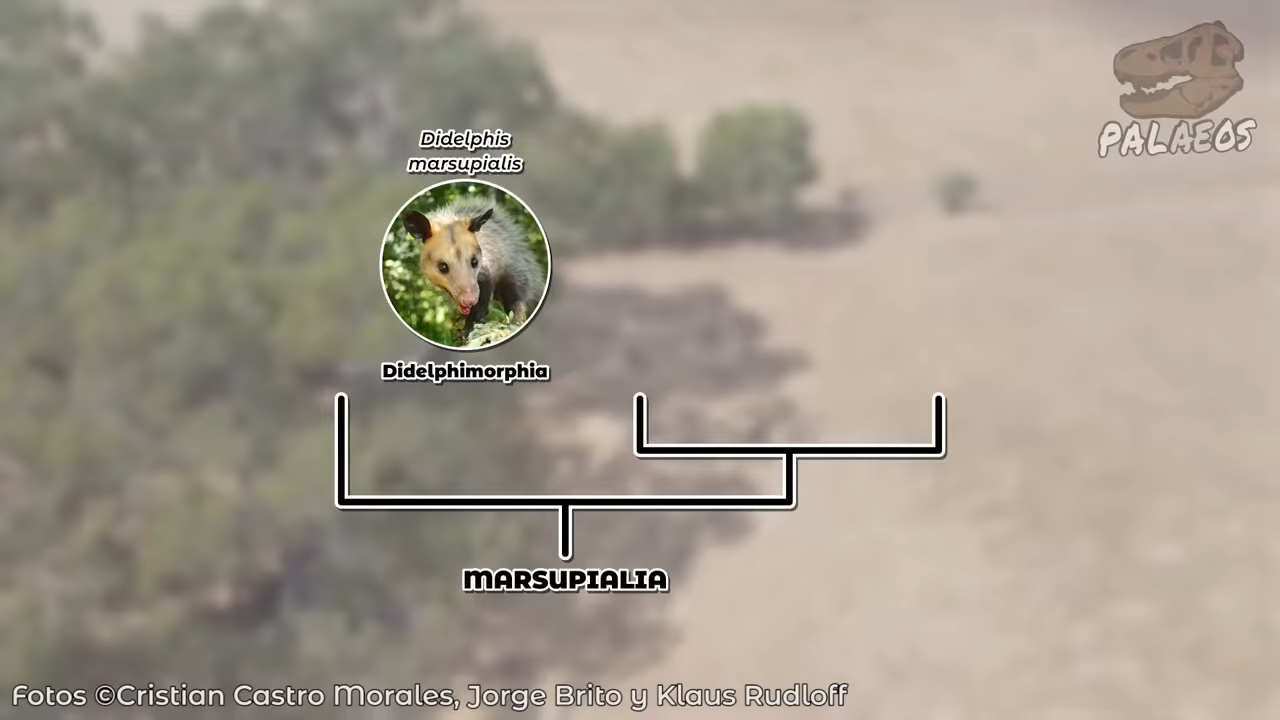 PALAEOS
Didelphis
marsupialis
Didelphimorphia
MARSUPIALIA
Fotos ©Cristian Castro Morales, Jorge Brito y Klaus Rudloff